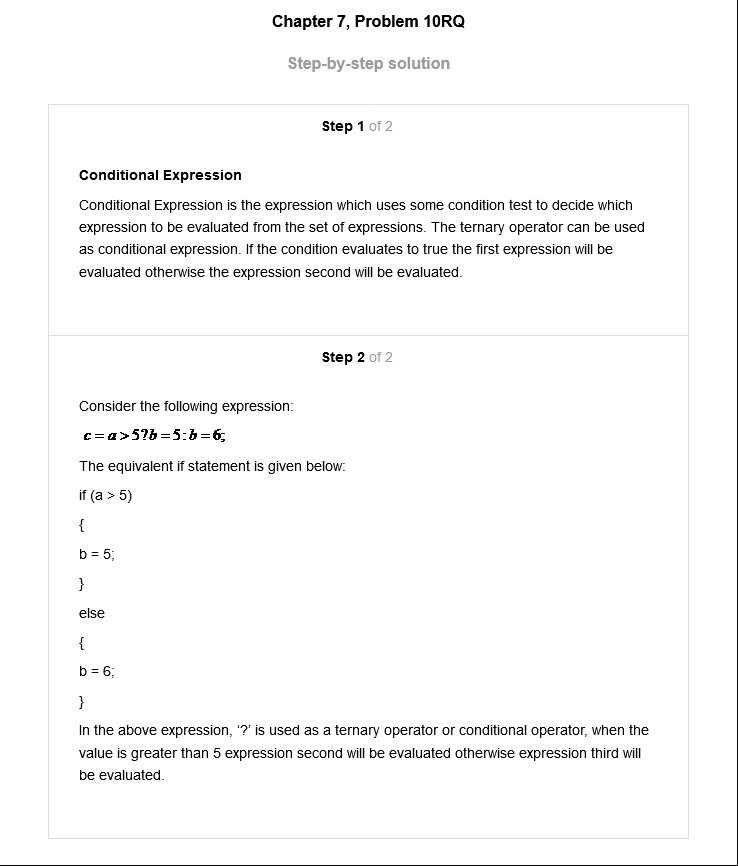 Chapter 7, Problem 10RQ
Step-by-step solution
Step 1 of 2
Conditional Expression
Conditional Expression is the expression which uses some condition test to decide which
expression to be evaluated from the set of expressions. The ternary operator can be used
as conditional expression. If the condition evaluates to true the first expression will be
evaluated otherwise the expression second will be evaluated.
Step 2 of 2
Consider the following expression:
c = a > 5?b = 5:b = 6;
The equivalent if statement is given below:
if (a > 5)
{
b = 5;
}
else
{
b = 6;
}
In the above expression, ‘?’ is used as a ternary operator or conditional operator, when the
value is greater than 5 expression second will be evaluated otherwise expression third will
be evaluated.